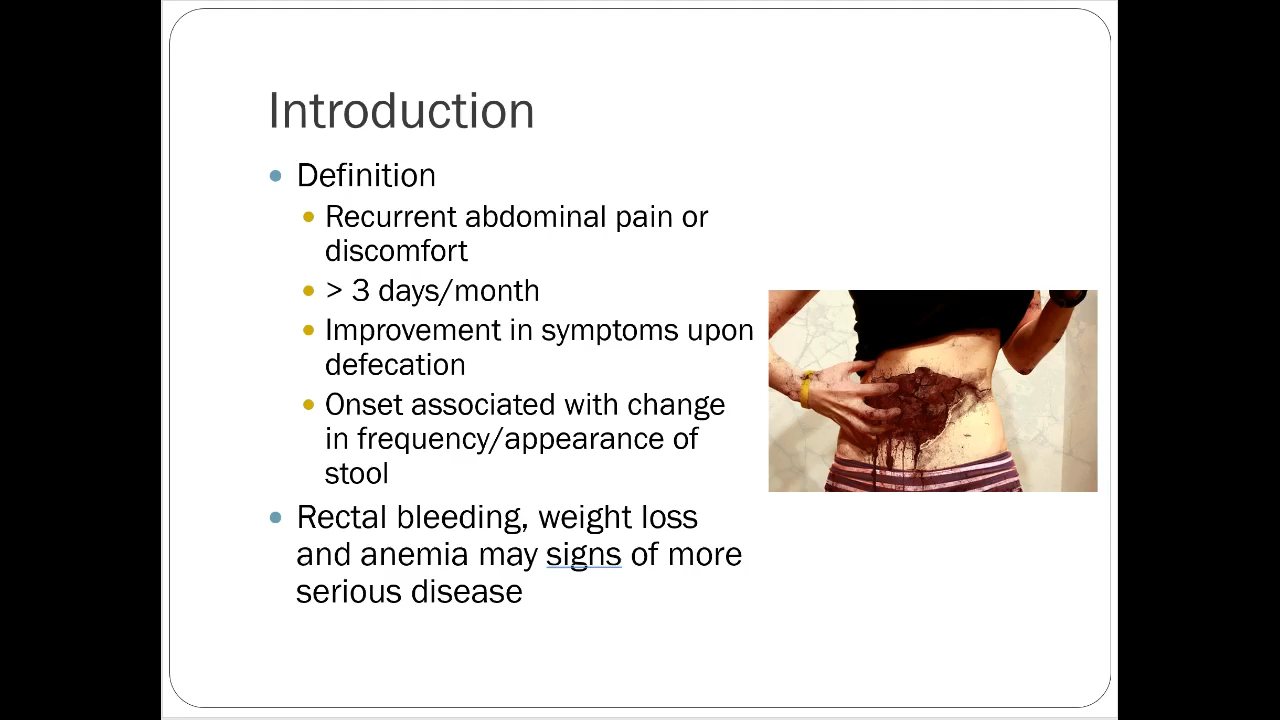 Introduction
Definition
Recurrent abdominal pain or
discomfort
> 3 days/month
Improvement in symptoms upon
defecation
Onset associated with change
in frequency/appearance of
stool
Rectal bleeding, weight loss
and anemia may signs of more
serious disease